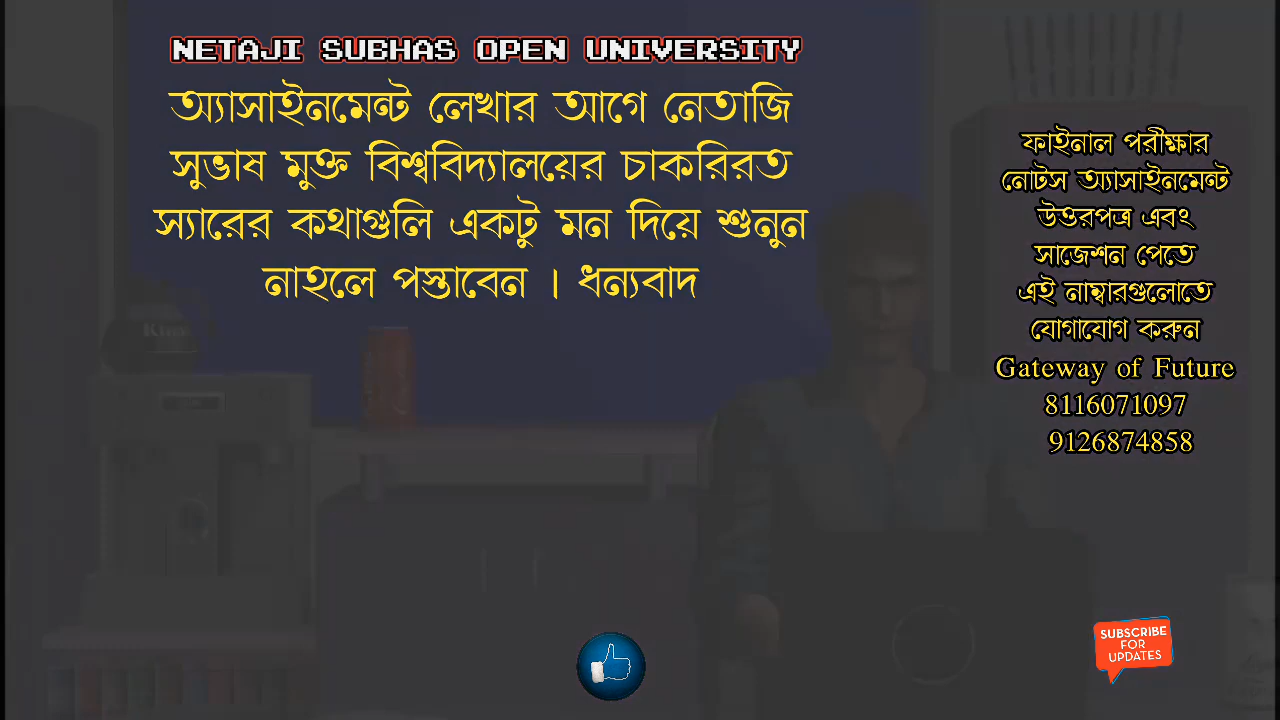 NETAJI SUBHAS OPEN UNIVERSITY
অ্যাসাইনমেন্ট লেখার আগে নেতাজি
সুভাষ মুক্ত বিশ্ববিদ্যালয়ের চাকরিরত
স্যারের কথাগুলি একটু মন দিয়ে শুনুন
নাহলে পস্তাবেন । ধন্যবাদ
ফাইনাল পরীক্ষার
নোটস অ্যাসাইনমেন্ট
উত্তরপত্র এবং
সাজেশন পেতে
এই নাম্বারগুলোতে
যোগাযোগ করুন
Gateway of Future
8116071097
9126874858
SUBSCRIBE
FOR
UPDATES